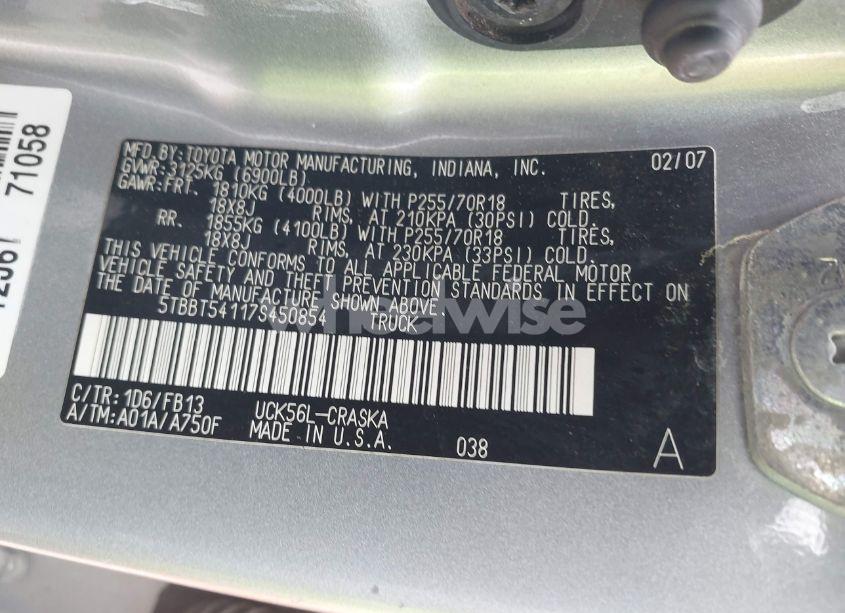 MFD.BY:TOYOTA MOTOR MANUFACTURING, INDIANA, INC. 02/07
GVWR:3125KG (6900LB)
GAWR:FRT. 1810KG (4000LB) WITH P255/70R18 TIRES,
18X8J RIMS, AT 210KPA (30PSI) COLD.
RR. 1855KG (4100LB) WITH P255/70R18 TIRES,
18X8J RIMS, AT 230KPA (33PSI) COLD.
THIS VEHICLE CONFORMS TO ALL APPLICABLE FEDERAL MOTOR
VEHICLE SAFETY AND THEFT PREVENTION STANDARDS IN EFFECT ON
THE DATE OF MANUFACTURE SHOWN ABOVE.
5TBBT54117S450854 TRUCK
C/TR:1D6/FB13 UCK56L-CRASKA
A/TM:A01A/A750F MADE IN U.S.A. 038 A
71058
wheelwise